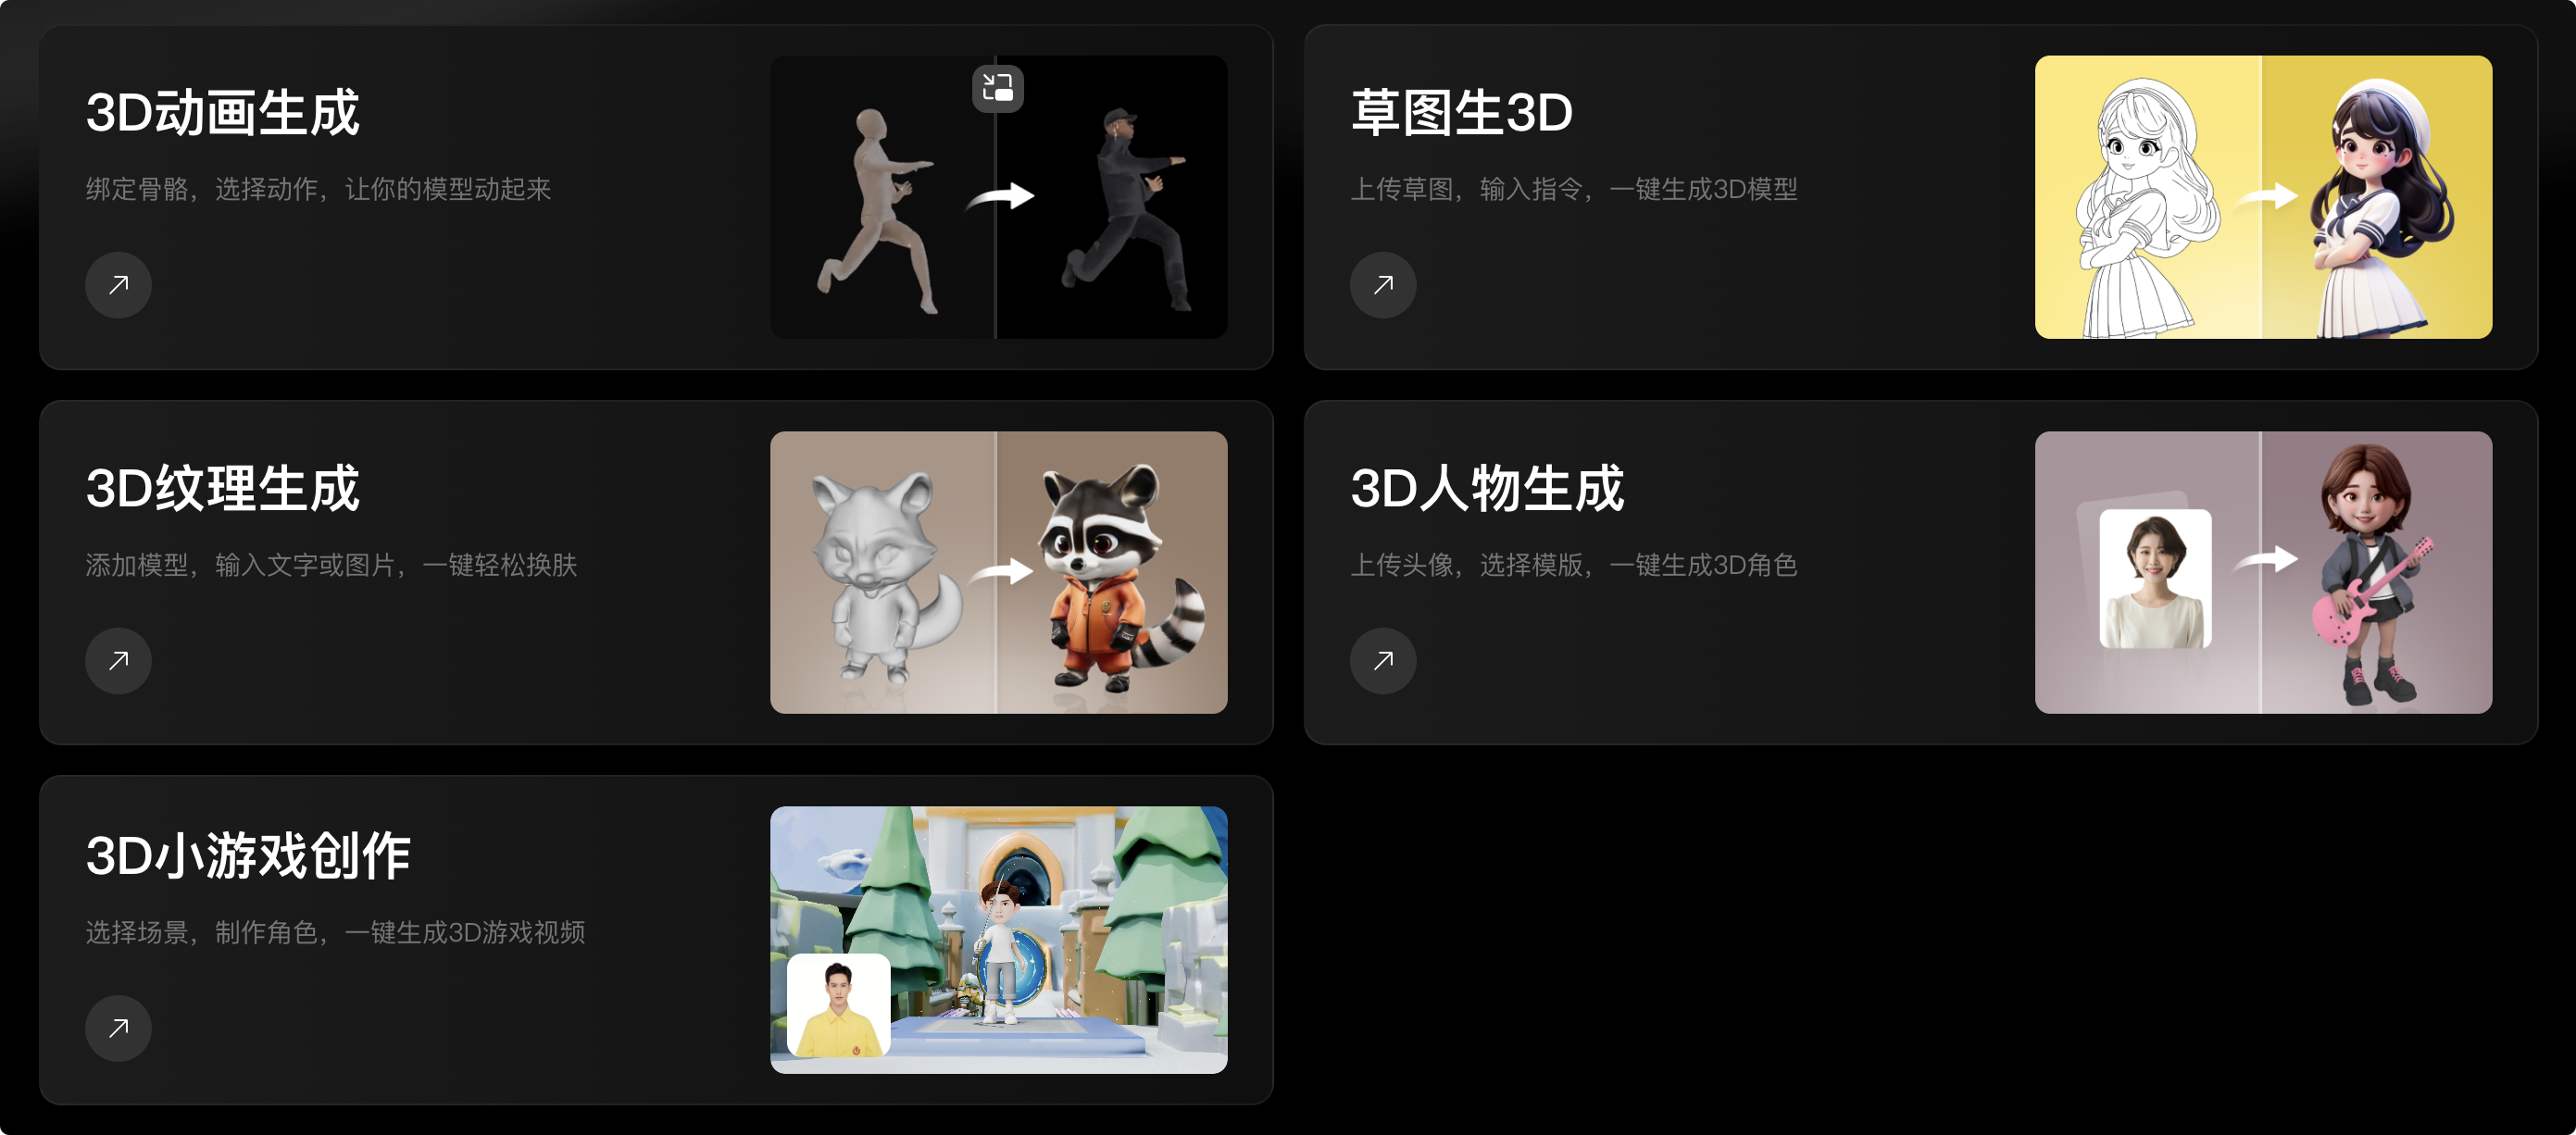 3D动画生成
绑定骨骼，选择动作，让你的模型动起来
草图生3D
上传草图，输入指令，一键生成3D模型
3D纹理生成
添加模型，输入文字或图片，一键轻松换肤
3D人物生成
上传头像，选择模版，一键生成3D角色
3D小游戏创作
选择场景，制作角色，一键生成3D游戏视频